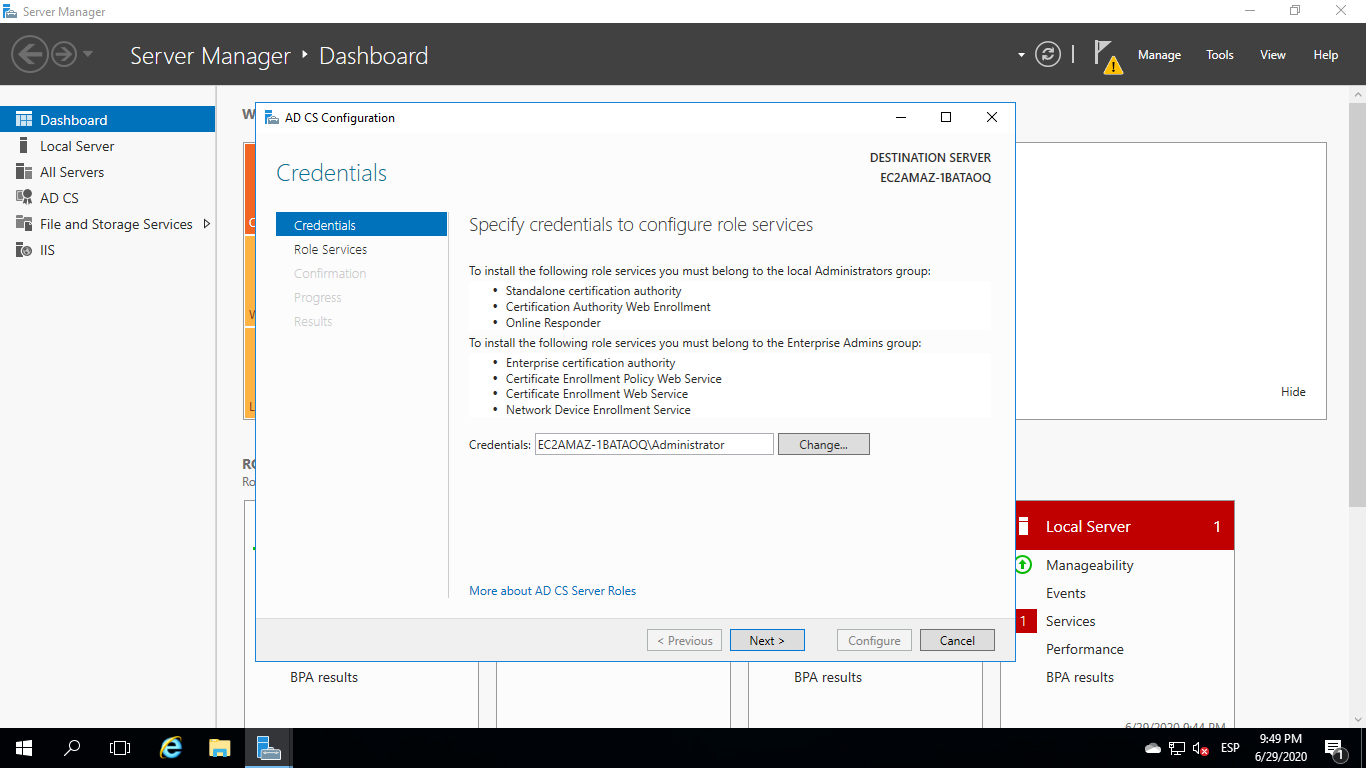 Server Manager
Server Manager • Dashboard
Manage Tools View Help
Dashboard
Local Server
All Servers
AD CS
File and Storage Services
IIS
AD CS Configuration
Credentials
DESTINATION SERVER
EC2AMAZ-1BATAOQ
Credentials
Role Services
Confirmation
Progress
Results
Specify credentials to configure role services
To install the following role services you must belong to the local Administrators group:
• Standalone certification authority
• Certification Authority Web Enrollment
• Online Responder
To install the following role services you must belong to the Enterprise Admins group:
• Enterprise certification authority
• Certificate Enrollment Policy Web Service
• Certificate Enrollment Web Service
• Network Device Enrollment Service
Credentials: EC2AMAZ-1BATAOQ\Administrator Change...
More about AD CS Server Roles
< Previous Next > Configure Cancel
Hide
Local Server 1
Manageability
Events
1 Services
Performance
BPA results
BPA results
BPA results
6/29/2020 9:44 PM
ESP
9:49 PM
6/29/2020
1